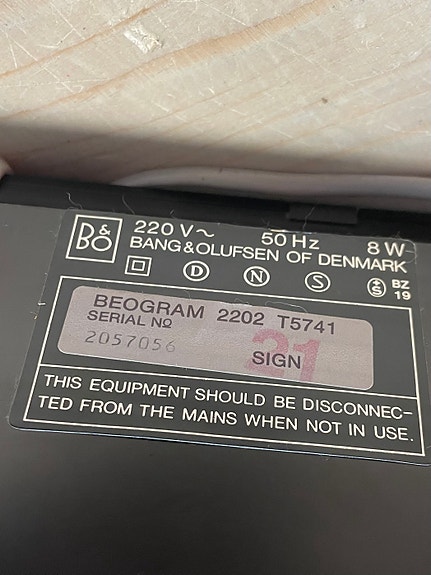 B&O
220 V~ 50 Hz 8 W
BANG & OLUFSEN OF DENMARK
D N S S BZ
19
BEOGRAM 2202 T5741
SERIAL Nº
2057056
21
SIGN
THIS EQUIPMENT SHOULD BE DISCONNEC-
TED FROM THE MAINS WHEN NOT IN USE.